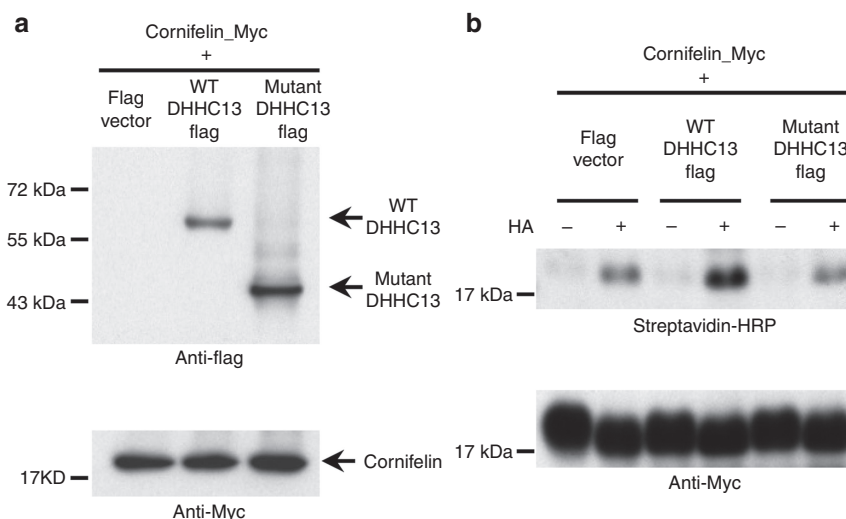 a
Cornifelin_Myc
+
Flag
vector
WT
DHHC13
flag
Mutant
DHHC13
flag
72 kDa
55 kDa
43 kDa
WT
DHHC13
Mutant
DHHC13
Anti-flag
17KD
Cornifelin
Anti-Myc
b
Cornifelin_Myc
+
Flag
vector
WT
DHHC13
flag
Mutant
DHHC13
flag
HA – + – + – +
17 kDa
Streptavidin-HRP
17 kDa
Anti-Myc